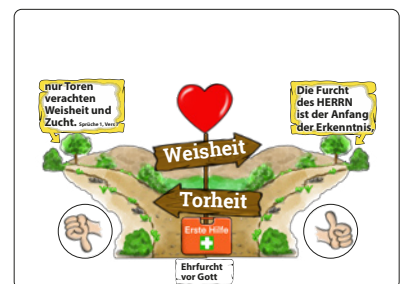 nur Toren
verachten
Weisheit und
Zucht. Sprüche 1, Vers 7
Die Furcht
des HERRN
ist der Anfang
der Erkenntnis,
Weisheit
Torheit
Erste Hilfe
Ehrfurcht
vor Gott